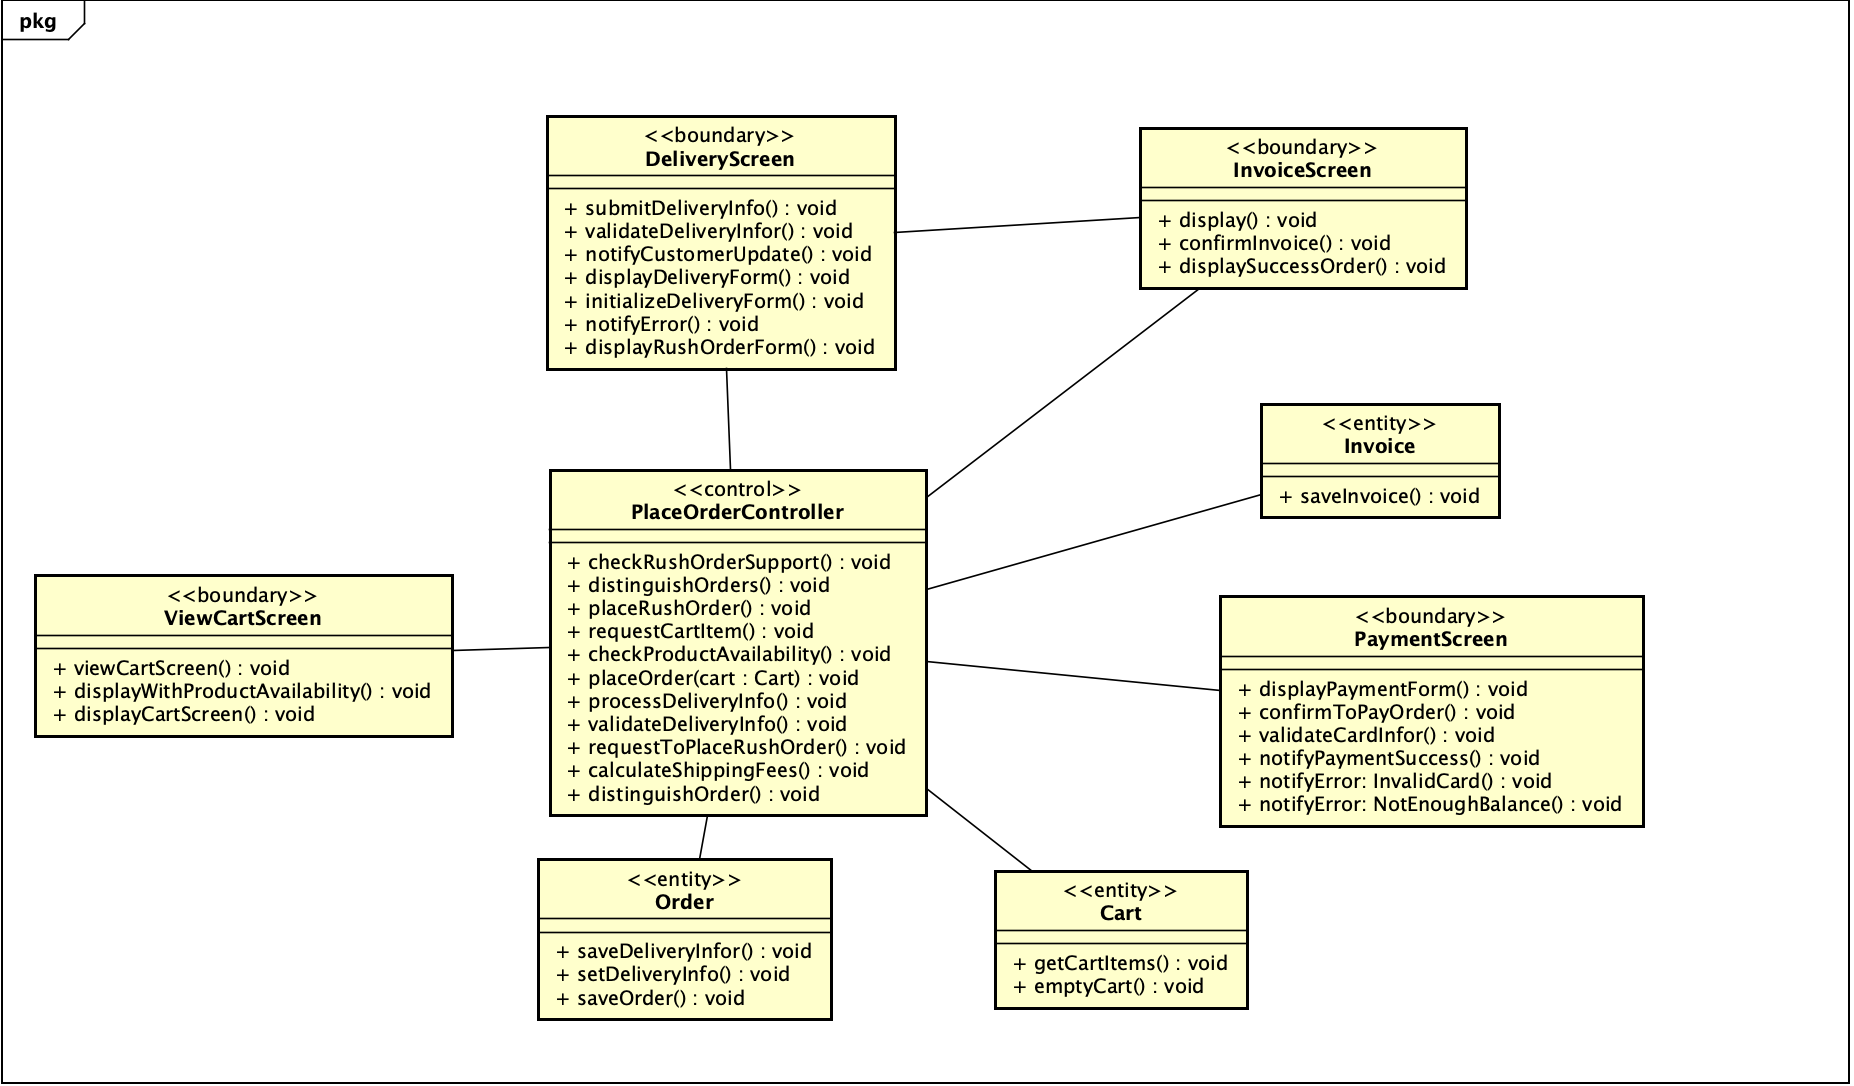 pkg
<<boundary>>
DeliveryScreen
+ submitDeliveryInfo() : void
+ validateDeliveryInfor() : void
+ notifyCustomerUpdate() : void
+ displayDeliveryForm() : void
+ initializeDeliveryForm() : void
+ notifyError() : void
+ displayRushOrderForm() : void
<<boundary>>
InvoiceScreen
+ display() : void
+ confirmInvoice() : void
+ displaySuccessOrder() : void
<<entity>>
Invoice
+ saveInvoice() : void
<<control>>
PlaceOrderController
+ checkRushOrderSupport() : void
+ distinguishOrders() : void
+ placeRushOrder() : void
+ requestCartItem() : void
+ checkProductAvailability() : void
+ placeOrder(cart : Cart) : void
+ processDeliveryInfo() : void
+ validateDeliveryInfo() : void
+ requestToPlaceRushOrder() : void
+ calculateShippingFees() : void
+ distinguishOrder() : void
<<boundary>>
ViewCartScreen
+ viewCartScreen() : void
+ displayWithProductAvailability() : void
+ displayCartScreen() : void
<<boundary>>
PaymentScreen
+ displayPaymentForm() : void
+ confirmToPayOrder() : void
+ validateCardInfor() : void
+ notifyPaymentSuccess() : void
+ notifyError: InvalidCard() : void
+ notifyError: NotEnoughBalance() : void
<<entity>>
Order
+ saveDeliveryInfor() : void
+ setDeliveryInfo() : void
+ saveOrder() : void
<<entity>>
Cart
+ getCartItems() : void
+ emptyCart() : void